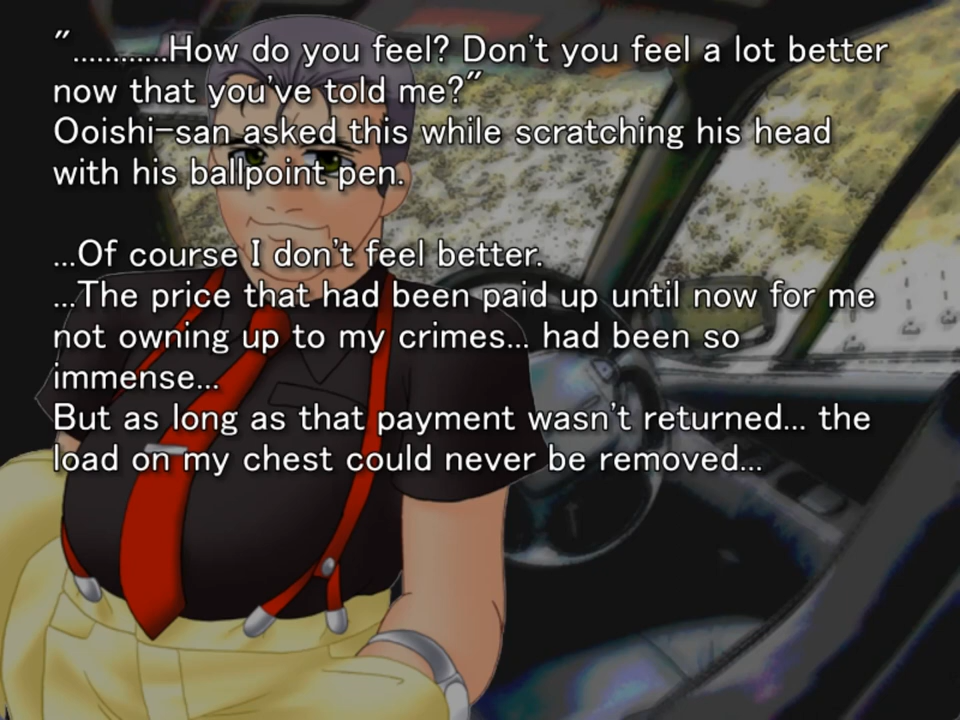 "............How do you feel? Don't you feel a lot better
now that you've told me?"
Ooishi-san asked this while scratching his head
with his ballpoint pen.
...Of course I don't feel better.
...The price that had been paid up until now for me
not owning up to my crimes... had been so
immense...
But as long as that payment wasn't returned... the
load on my chest could never be removed...